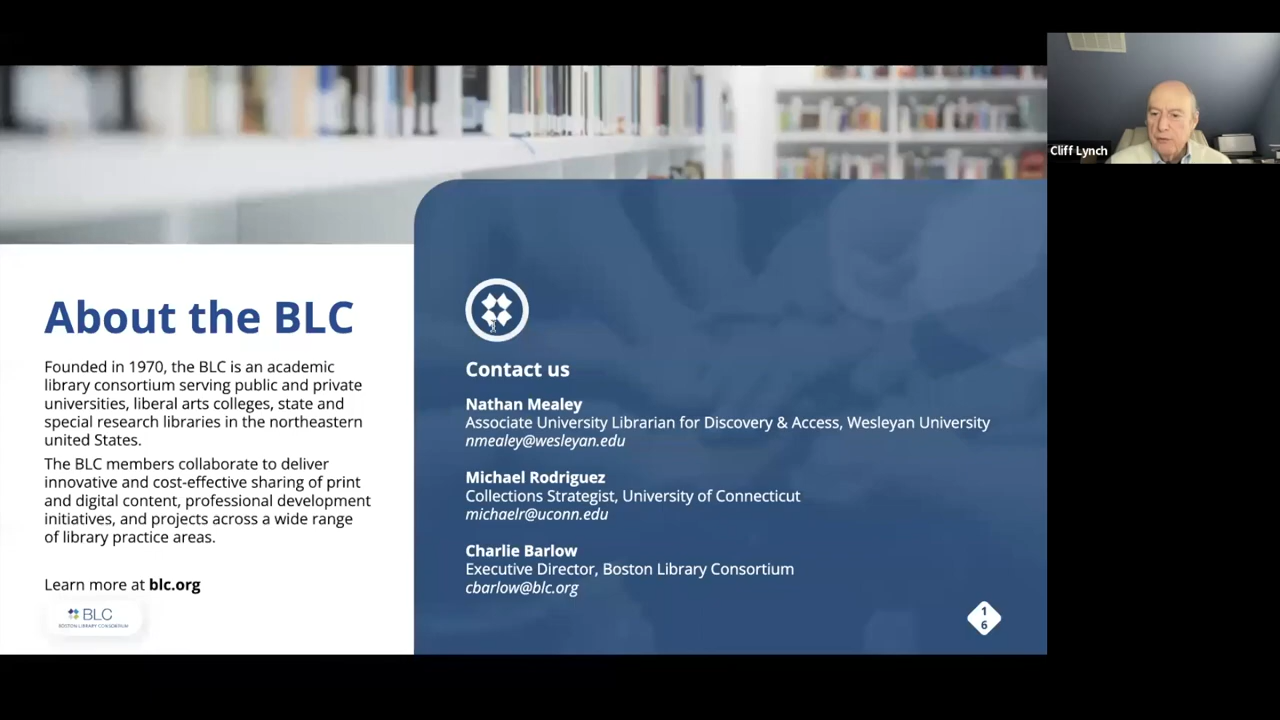 Cliff Lynch
About the BLC
Founded in 1970, the BLC is an academic
library consortium serving public and private
universities, liberal arts colleges, state and
special research libraries in the northeastern
united States.
The BLC members collaborate to deliver
innovative and cost-effective sharing of print
and digital content, professional development
initiatives, and projects across a wide range
of library practice areas.
Learn more at blc.org
BLC
BOSTON LIBRARY CONSORTIUM
Contact us
Nathan Mealey
Associate University Librarian for Discovery & Access, Wesleyan University
nmealey@wesleyan.edu
Michael Rodriguez
Collections Strategist, University of Connecticut
michaelr@uconn.edu
Charlie Barlow
Executive Director, Boston Library Consortium
cbarlow@blc.org
1
6